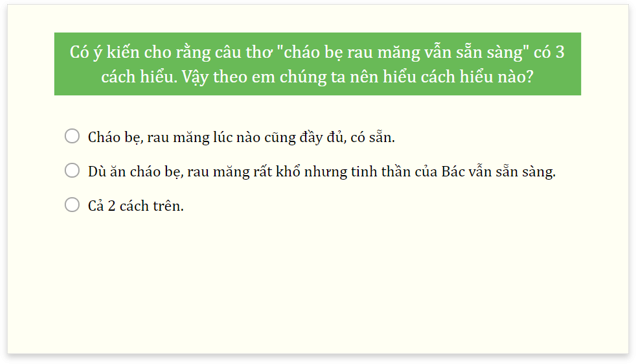 Có ý kiến cho rằng câu thơ "cháo bẹ rau măng vẫn sẵn sàng" có 3
cách hiểu. Vậy theo em chúng ta nên hiểu cách hiểu nào?
Cháo bẹ, rau măng lúc nào cũng đầy đủ, có sẵn.
Dù ăn cháo bẹ, rau măng rất khổ nhưng tinh thần của Bác vẫn sẵn sàng.
Cả 2 cách trên.